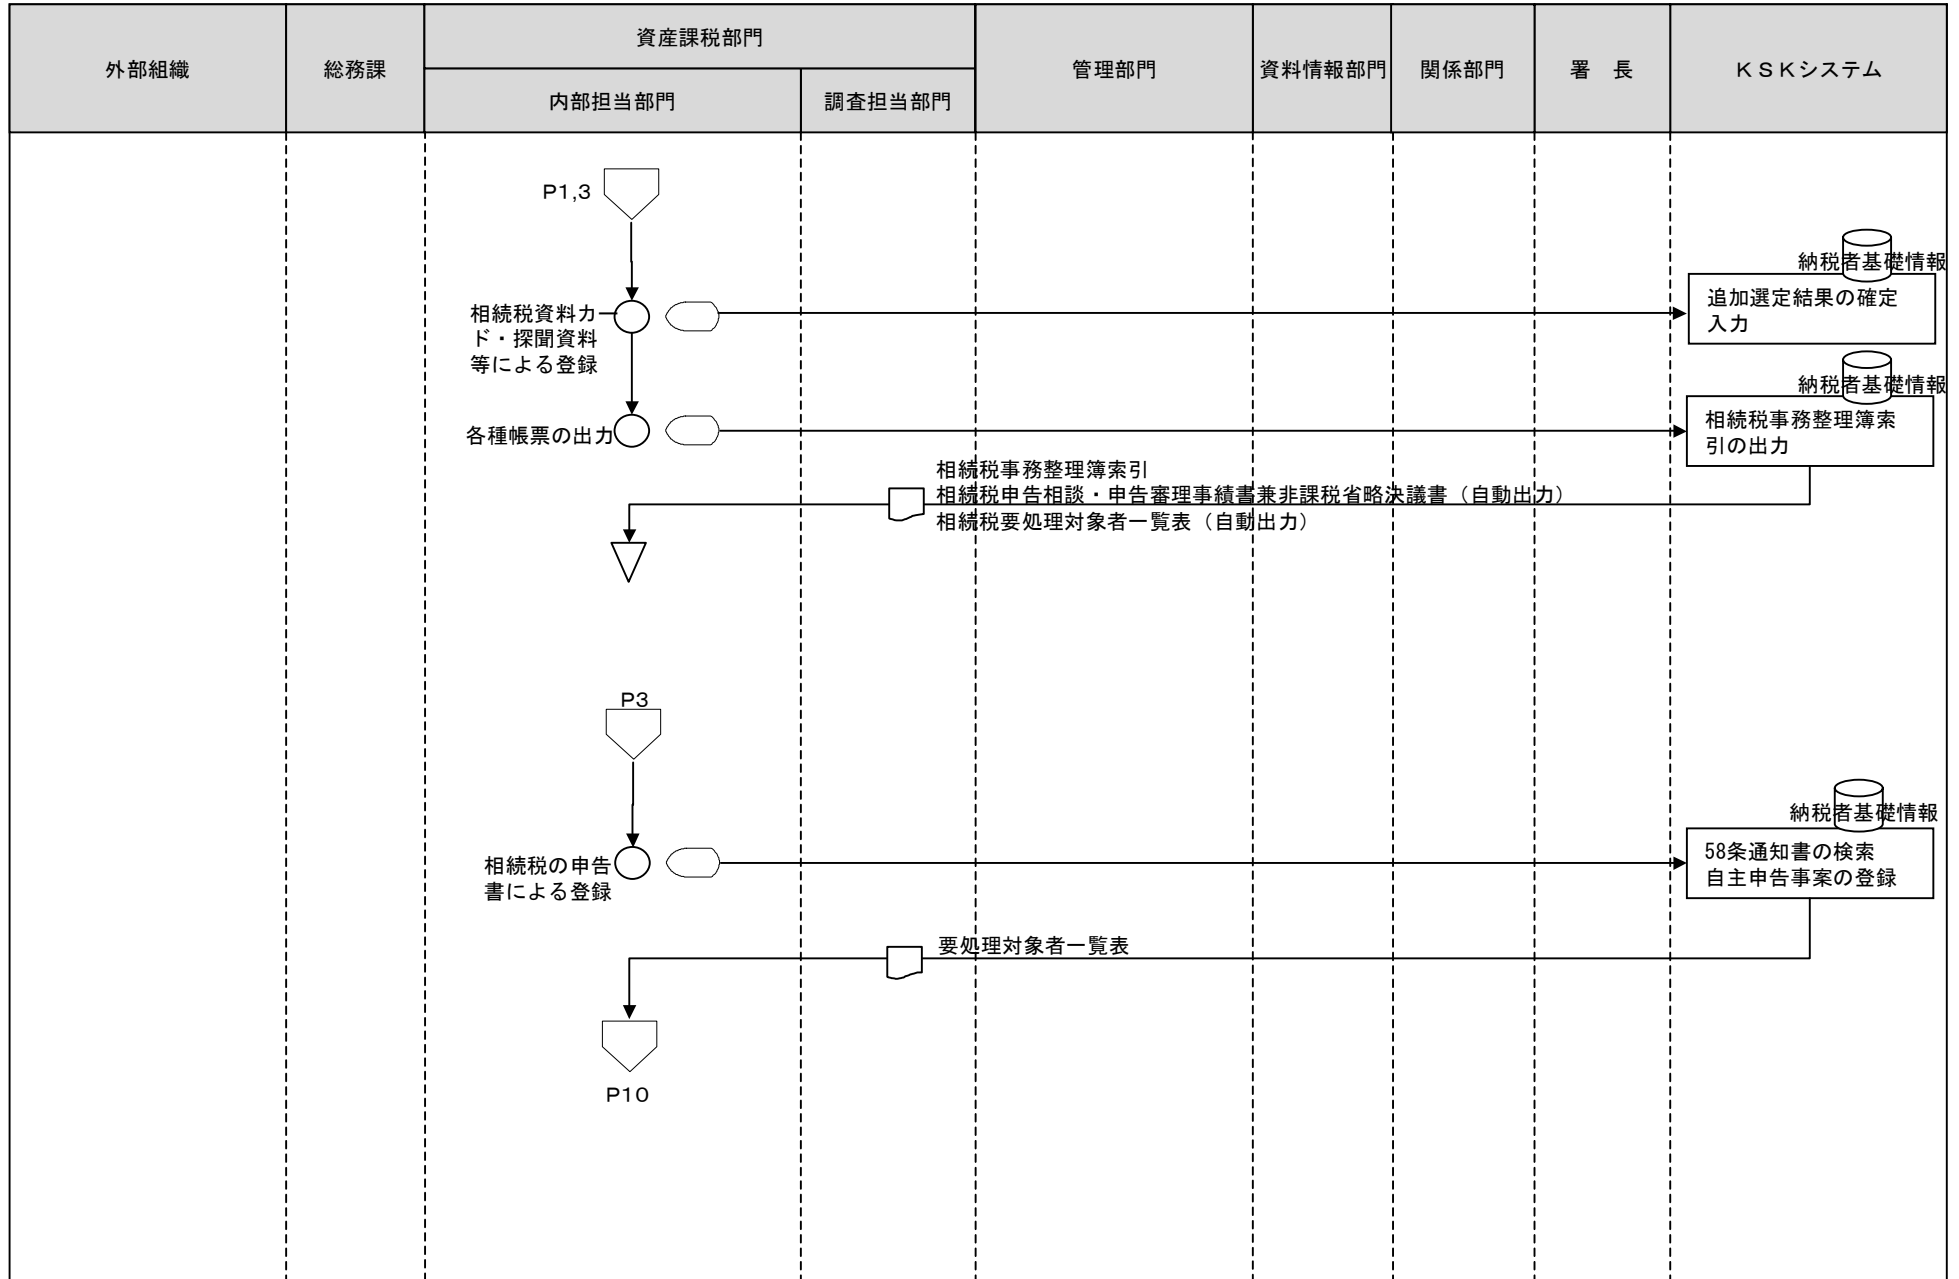 外部組織
総務課
資産課税部門
内部担当部門
調査担当部門
管理部門
資料情報部門
関係部門
署　長
ＫＳＫシステム
P1,3
相続税資料カー
ド・探聞資料
等による登録
納税者基礎情報
追加選定結果の確定
入力
各種帳票の出力
納税者基礎情報
相続税事務整理簿索
引の出力
相続税事務整理簿索引
相続税申告相談・申告審理事績書兼非課税省略決議書（自動出力）
相続税要処理対象者一覧表（自動出力）
P3
相続税の申告
書による登録
納税者基礎情報
58条通知書の検索
自主申告事案の登録
要処理対象者一覧表
P10